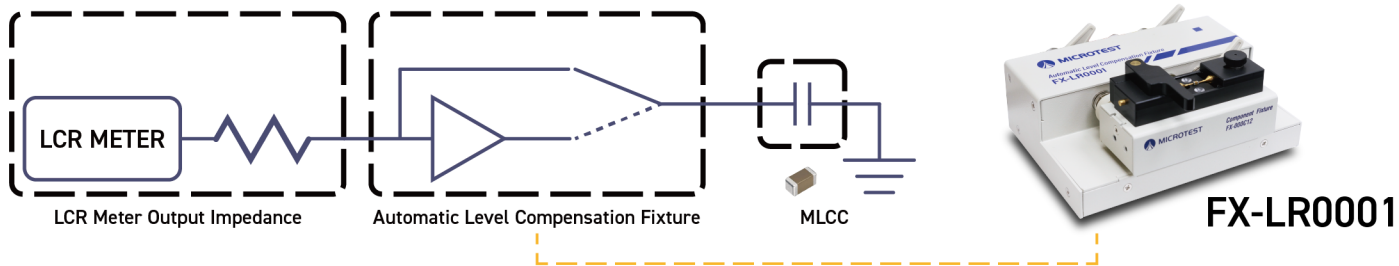 LCR METER
LCR Meter Output Impedance
Automatic Level Compensation Fixture
MLCC
MICROTEST
Automatic Level Compensation Fixture
FX-LR0001
MICROTEST
Component Fixture
FX-000C12
FX-LR0001